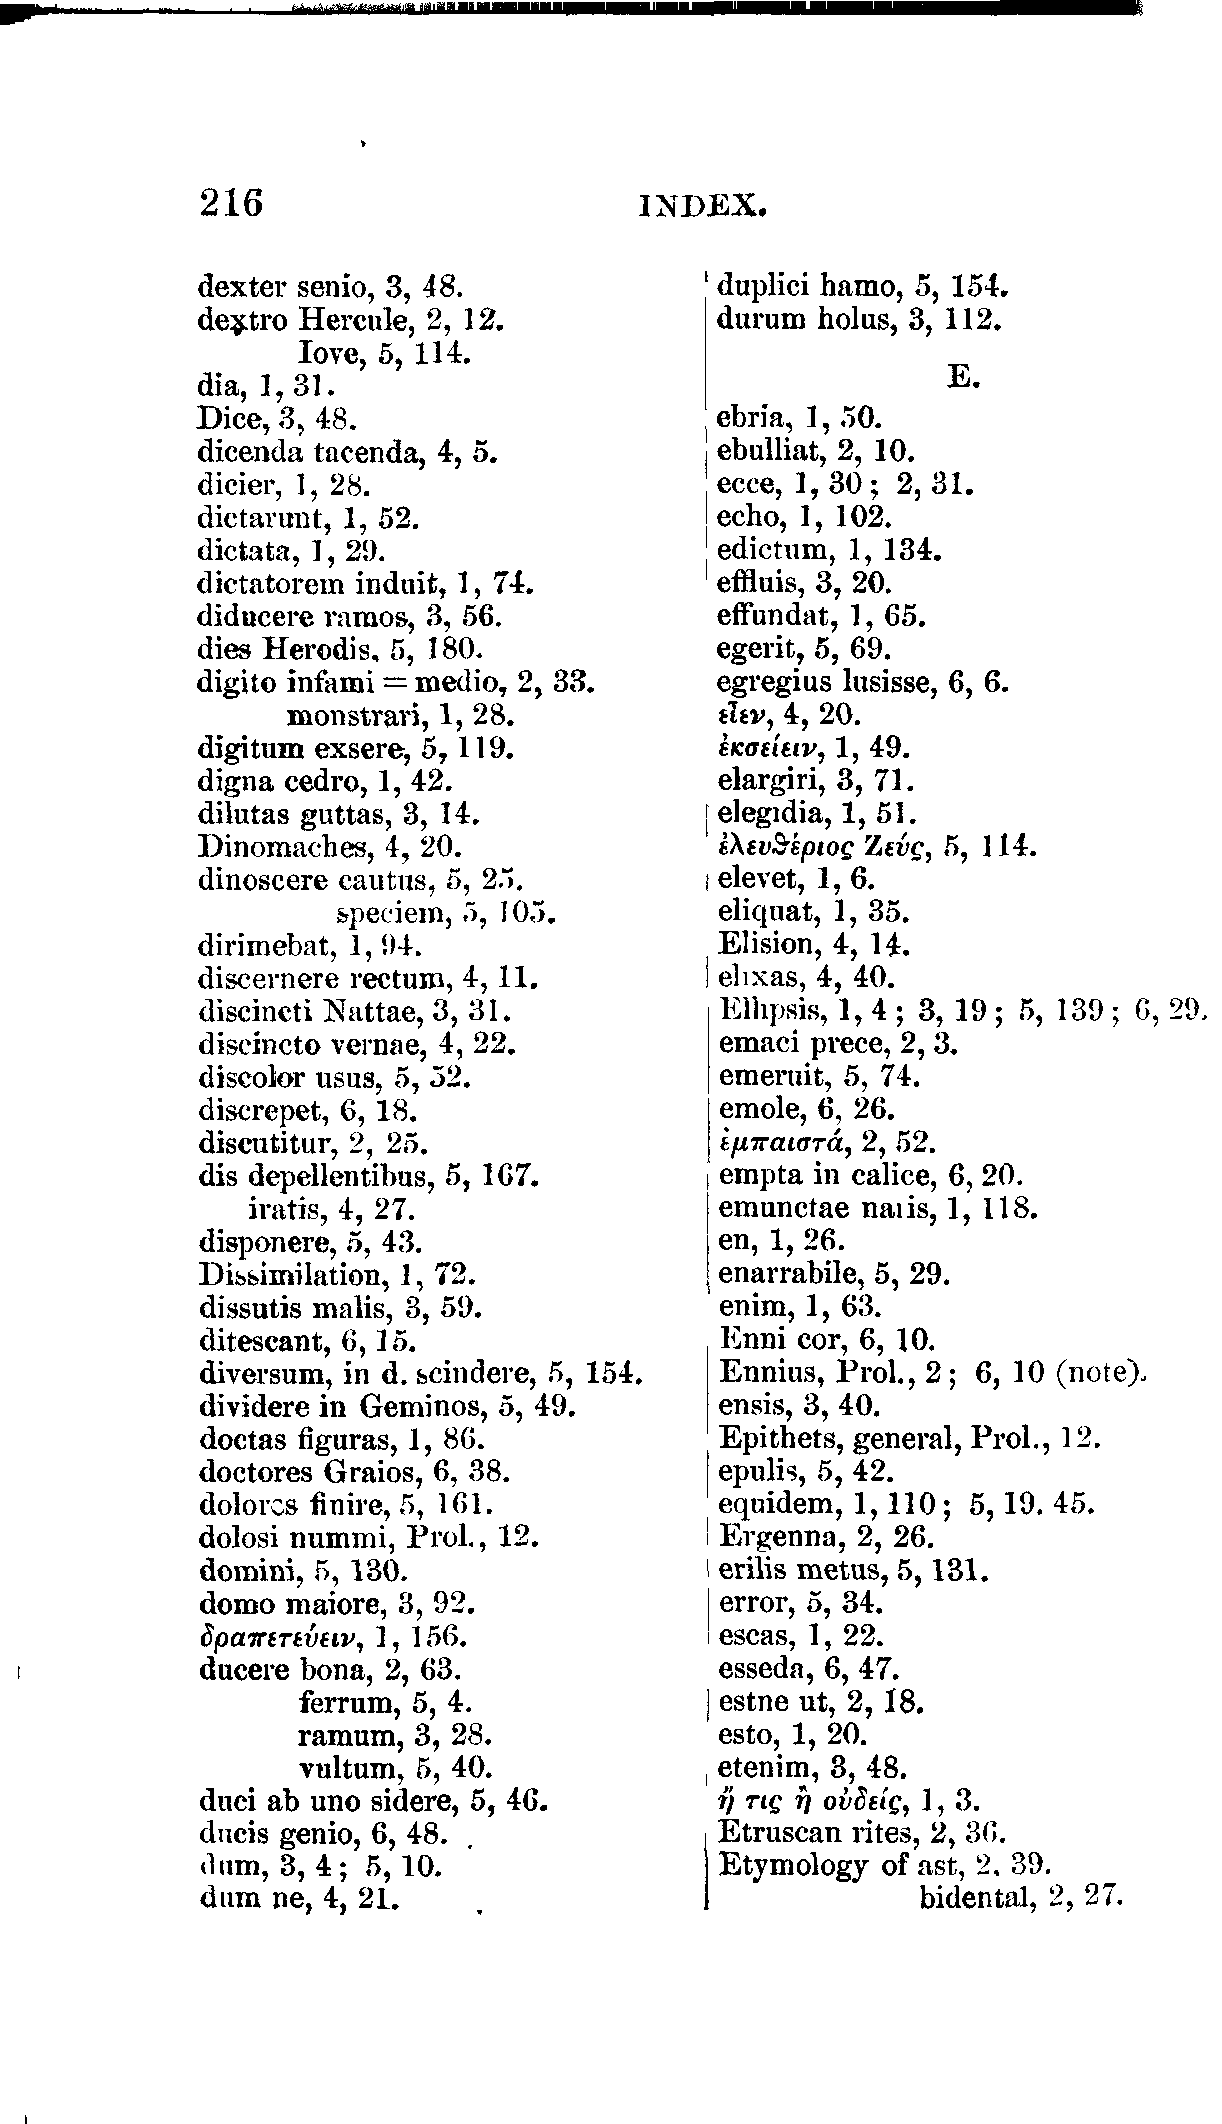 216
INDEX.
dexter senio, 3, 48.
dextro Hercule, 2, 12.
Iove, 5, 114.
dia, 1, 31.
Dice, 3, 48.
dicenda tacenda, 4, 5.
dicier, 1, 28.
dictarunt, 1, 52.
dictata, 1, 29.
dictatorem induit, 1, 74.
diducere ramos, 3, 56.
dies Herodis, 5, 180.
digito infami = medio, 2, 33.
monstrari, 1, 28.
digitum exsere, 5, 119.
digna cedro, 1, 42.
dilutas guttas, 3, 14.
Dinomaches, 4, 20.
dinoscere cautus, 5, 25.
speciem, 5, 105.
dirimebat, 1, 94.
discernere rectum, 4, 11.
discincti Nattae, 3, 31.
discincto vernae, 4, 22.
discolor usus, 5, 52.
discrepet, 6, 18.
discutitur, 2, 25.
dis depellentibus, 5, 167.
iratis, 4, 27.
disponere, 5, 43.
Dissimilation, 1, 72.
dissutis malis, 3, 59.
ditescant, 6, 15.
diversum, in d. scindere, 5, 154.
dividere in Geminos, 5, 49.
doctas figuras, 1, 86.
doctores Graios, 6, 38.
dolores finire, 5, 161.
dolosi nummi, Prol., 12.
domini, 5, 130.
domo maiore, 3, 92.
δραπετεύειν, 1, 156.
ducere bona, 2, 63.
ferrum, 5, 4.
ramum, 3, 28.
vultum, 5, 40.
duci ab uno sidere, 5, 46.
ducis genio, 6, 48.
dum, 3, 4; 5, 10.
dum ne, 4, 21.
duplici hamo, 5, 154.
durum holus, 3, 112.
E.
ebria, 1, 50.
ebulliat, 2, 10.
ecce, 1, 30; 2, 31.
echo, 1, 102.
edictum, 1, 134.
effluis, 3, 20.
effundat, 1, 65.
egerit, 5, 69.
egregius lusisse, 6, 6.
εἶεν, 4, 20.
ἐκσείειν, 1, 49.
elargiri, 3, 71.
elegidia, 1, 51.
ἐλευϑέριος Ζεύς, 5, 114.
elevet, 1, 6.
eliquat, 1, 35.
Elision, 4, 14.
elixas, 4, 40.
Ellipsis, 1, 4; 3, 19; 5, 139; 6, 29.
emaci prece, 2, 3.
emeruit, 5, 74.
emole, 6, 26.
ἐμπαιστά, 2, 52.
empta in calice, 6, 20.
emunctae naris, 1, 118.
en, 1, 26.
enarrabile, 5, 29.
enim, 1, 63.
Enni cor, 6, 10.
Ennius, Prol., 2; 6, 10 (note).
ensis, 3, 40.
Epithets, general, Prol., 12.
epulis, 5, 42.
equidem, 1, 110; 5, 19. 45.
Ergenna, 2, 26.
erilis metus, 5, 131.
error, 5, 34.
escas, 1, 22.
esseda, 6, 47.
estne ut, 2, 18.
esto, 1, 20.
etenim, 3, 48.
ἤ τις ἢ οὐδείς, 1, 3.
Etruscan rites, 2, 36.
Etymology of ast, 2, 39.
bidental, 2, 27.